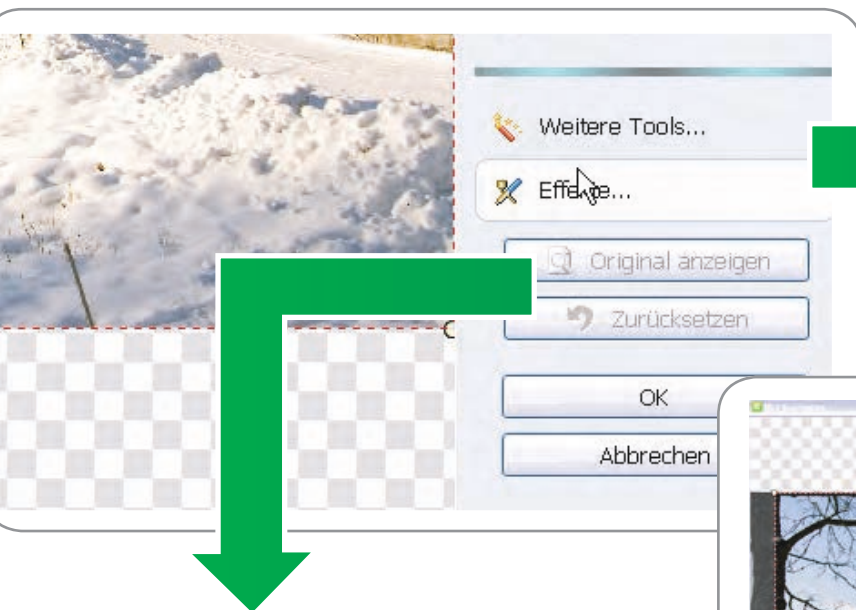 Weitere Tools...
Effekte...
Original anzeigen
Zurücksetzen
OK
Abbrechen